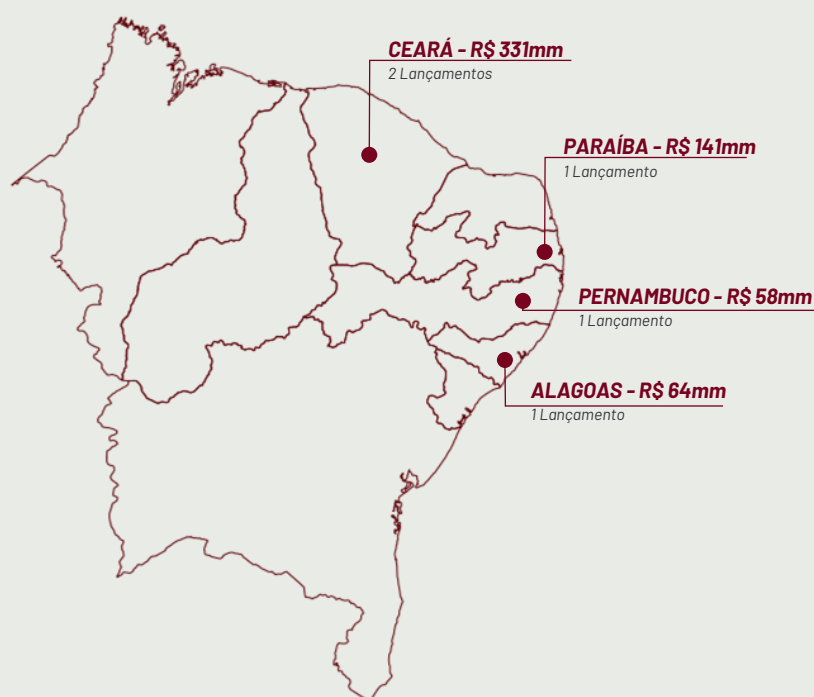 CEARÁ - R$ 331mm
2 Lançamentos
PARAÍBA - R$ 141mm
1 Lançamento
PERNAMBUCO - R$ 58mm
1 Lançamento
ALAGOAS - R$ 64mm
1 Lançamento